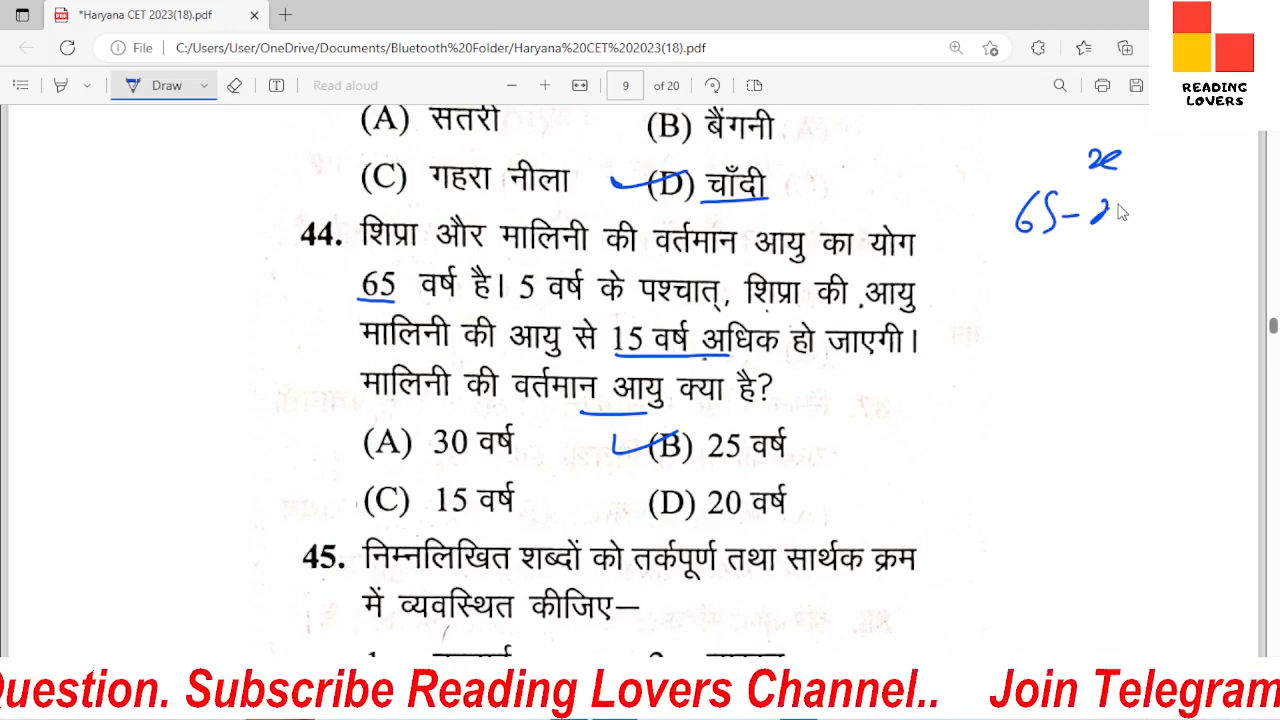 *Haryana CET 2023(18).pdf
File C:/Users/User/OneDrive/Documents/Bluetooth%20Folder/Haryana%20CET%202023(18).pdf
Draw Read aloud 9 of 20
READING
LOVERS
(A) सतरी (B) बैंगनी
(C) गहरा नीला (D) चाँदी
x
65-
44. शिप्रा और मालिनी की वर्तमान आयु का योग
65 वर्ष है। 5 वर्ष के पश्चात्, शिप्रा की आयु
मालिनी की आयु से 15 वर्ष अधिक हो जाएगी।
मालिनी की वर्तमान आयु क्या है?
(A) 30 वर्ष (B) 25 वर्ष
(C) 15 वर्ष (D) 20 वर्ष
45. निम्नलिखित शब्दों को तर्कपूर्ण तथा सार्थक क्रम
में व्यवस्थित कीजिए—
Question. Subscribe Reading Lovers Channel.. Join Telegram